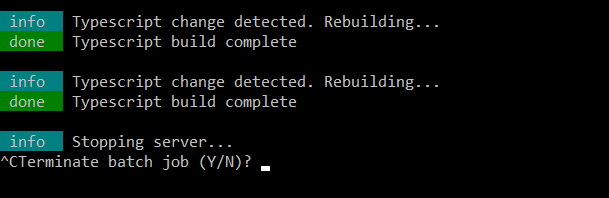 info Typescript change detected. Rebuilding...
done Typescript build complete
info Typescript change detected. Rebuilding...
done Typescript build complete
info Stopping server...
^CTerminate batch job (Y/N)?